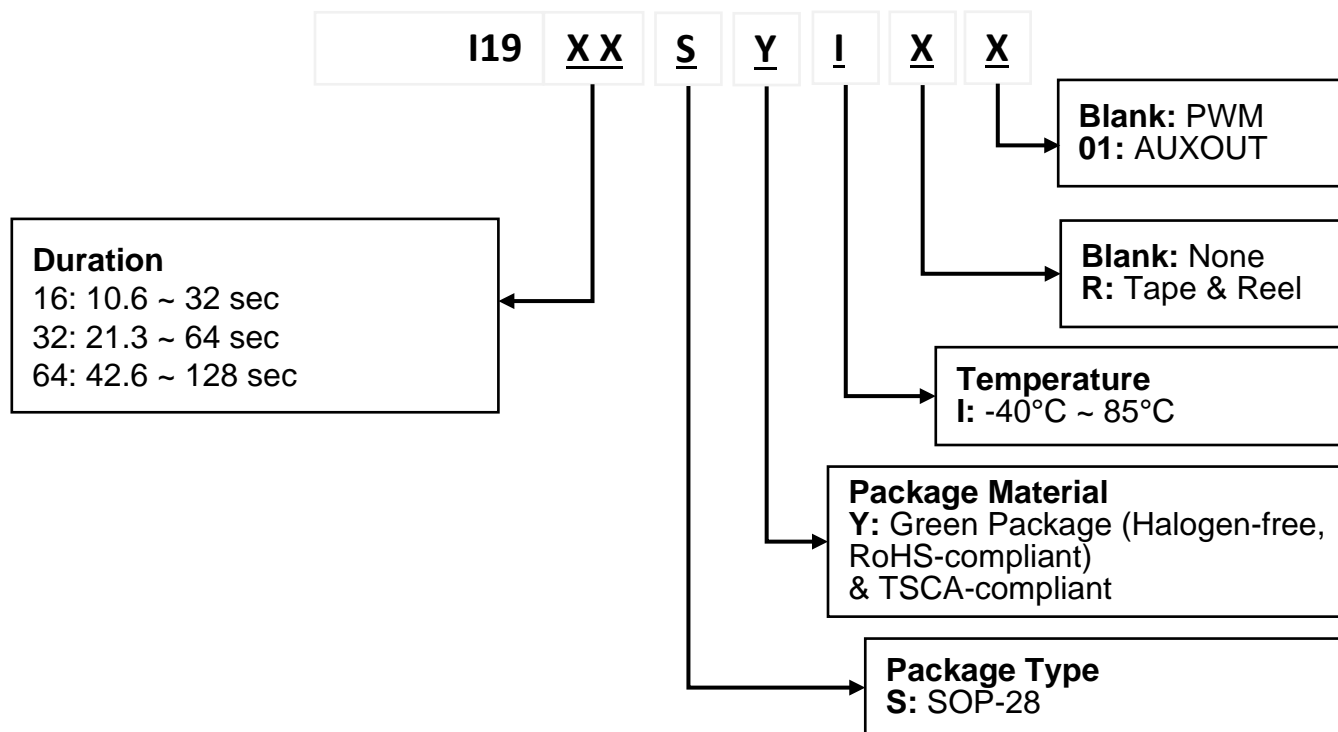 I19 X X S Y I X X
Blank: PWM
01: AUXOUT
Duration
16: 10.6 ~ 32 sec
32: 21.3 ~ 64 sec
64: 42.6 ~ 128 sec
Blank: None
R: Tape & Reel
Temperature
I: -40°C ~ 85°C
Package Material
Y: Green Package (Halogen-free,
RoHS-compliant)
& TSCA-compliant
Package Type
S: SOP-28